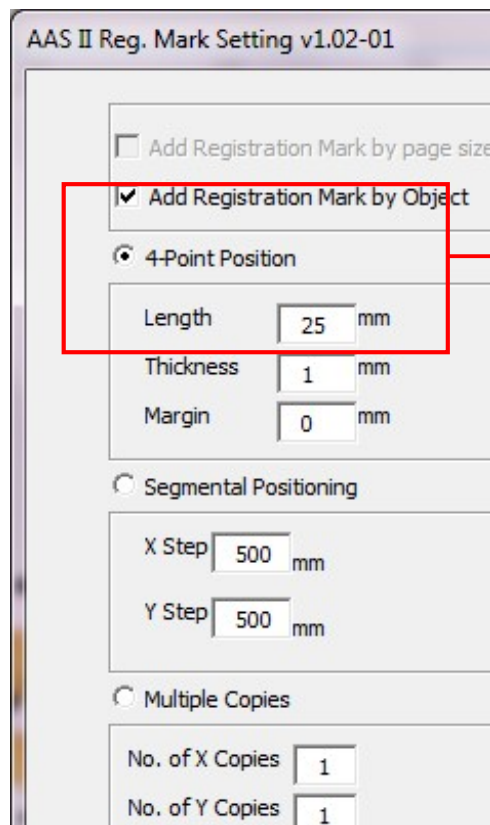 AAS II Reg. Mark Setting v1.02-01
Add Registration Mark by page size
Add Registration Mark by Object
4-Point Position
Length 25 mm
Thickness 1 mm
Margin 0 mm
Segmental Positioning
X Step 500 mm
Y Step 500 mm
Multiple Copies
No. of X Copies 1
No. of Y Copies 1